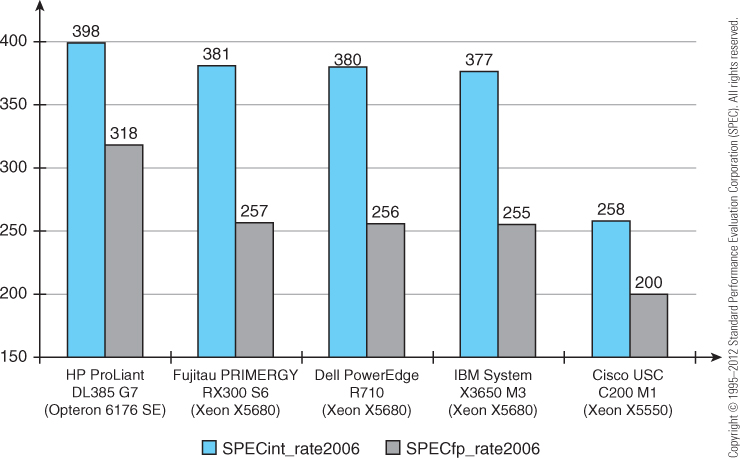 400
350
300
250
200
150
398
318
381
257
380
256
377
255
258
200
HP ProLiant
DL385 G7
(Opteron 6176 SE)
Fujitau PRIMERGY
RX300 S6
(Xeon X5680)
Dell PowerEdge
R710
(Xeon X5680)
IBM System
X3650 M3
(Xeon X5680)
Cisco USC
C200 M1
(Xeon X5550)
SPECint_rate2006
SPECfp_rate2006
Copyright © 1995–2012 Standard Performance Evaluation Corporation (SPEC). All rights reserved.